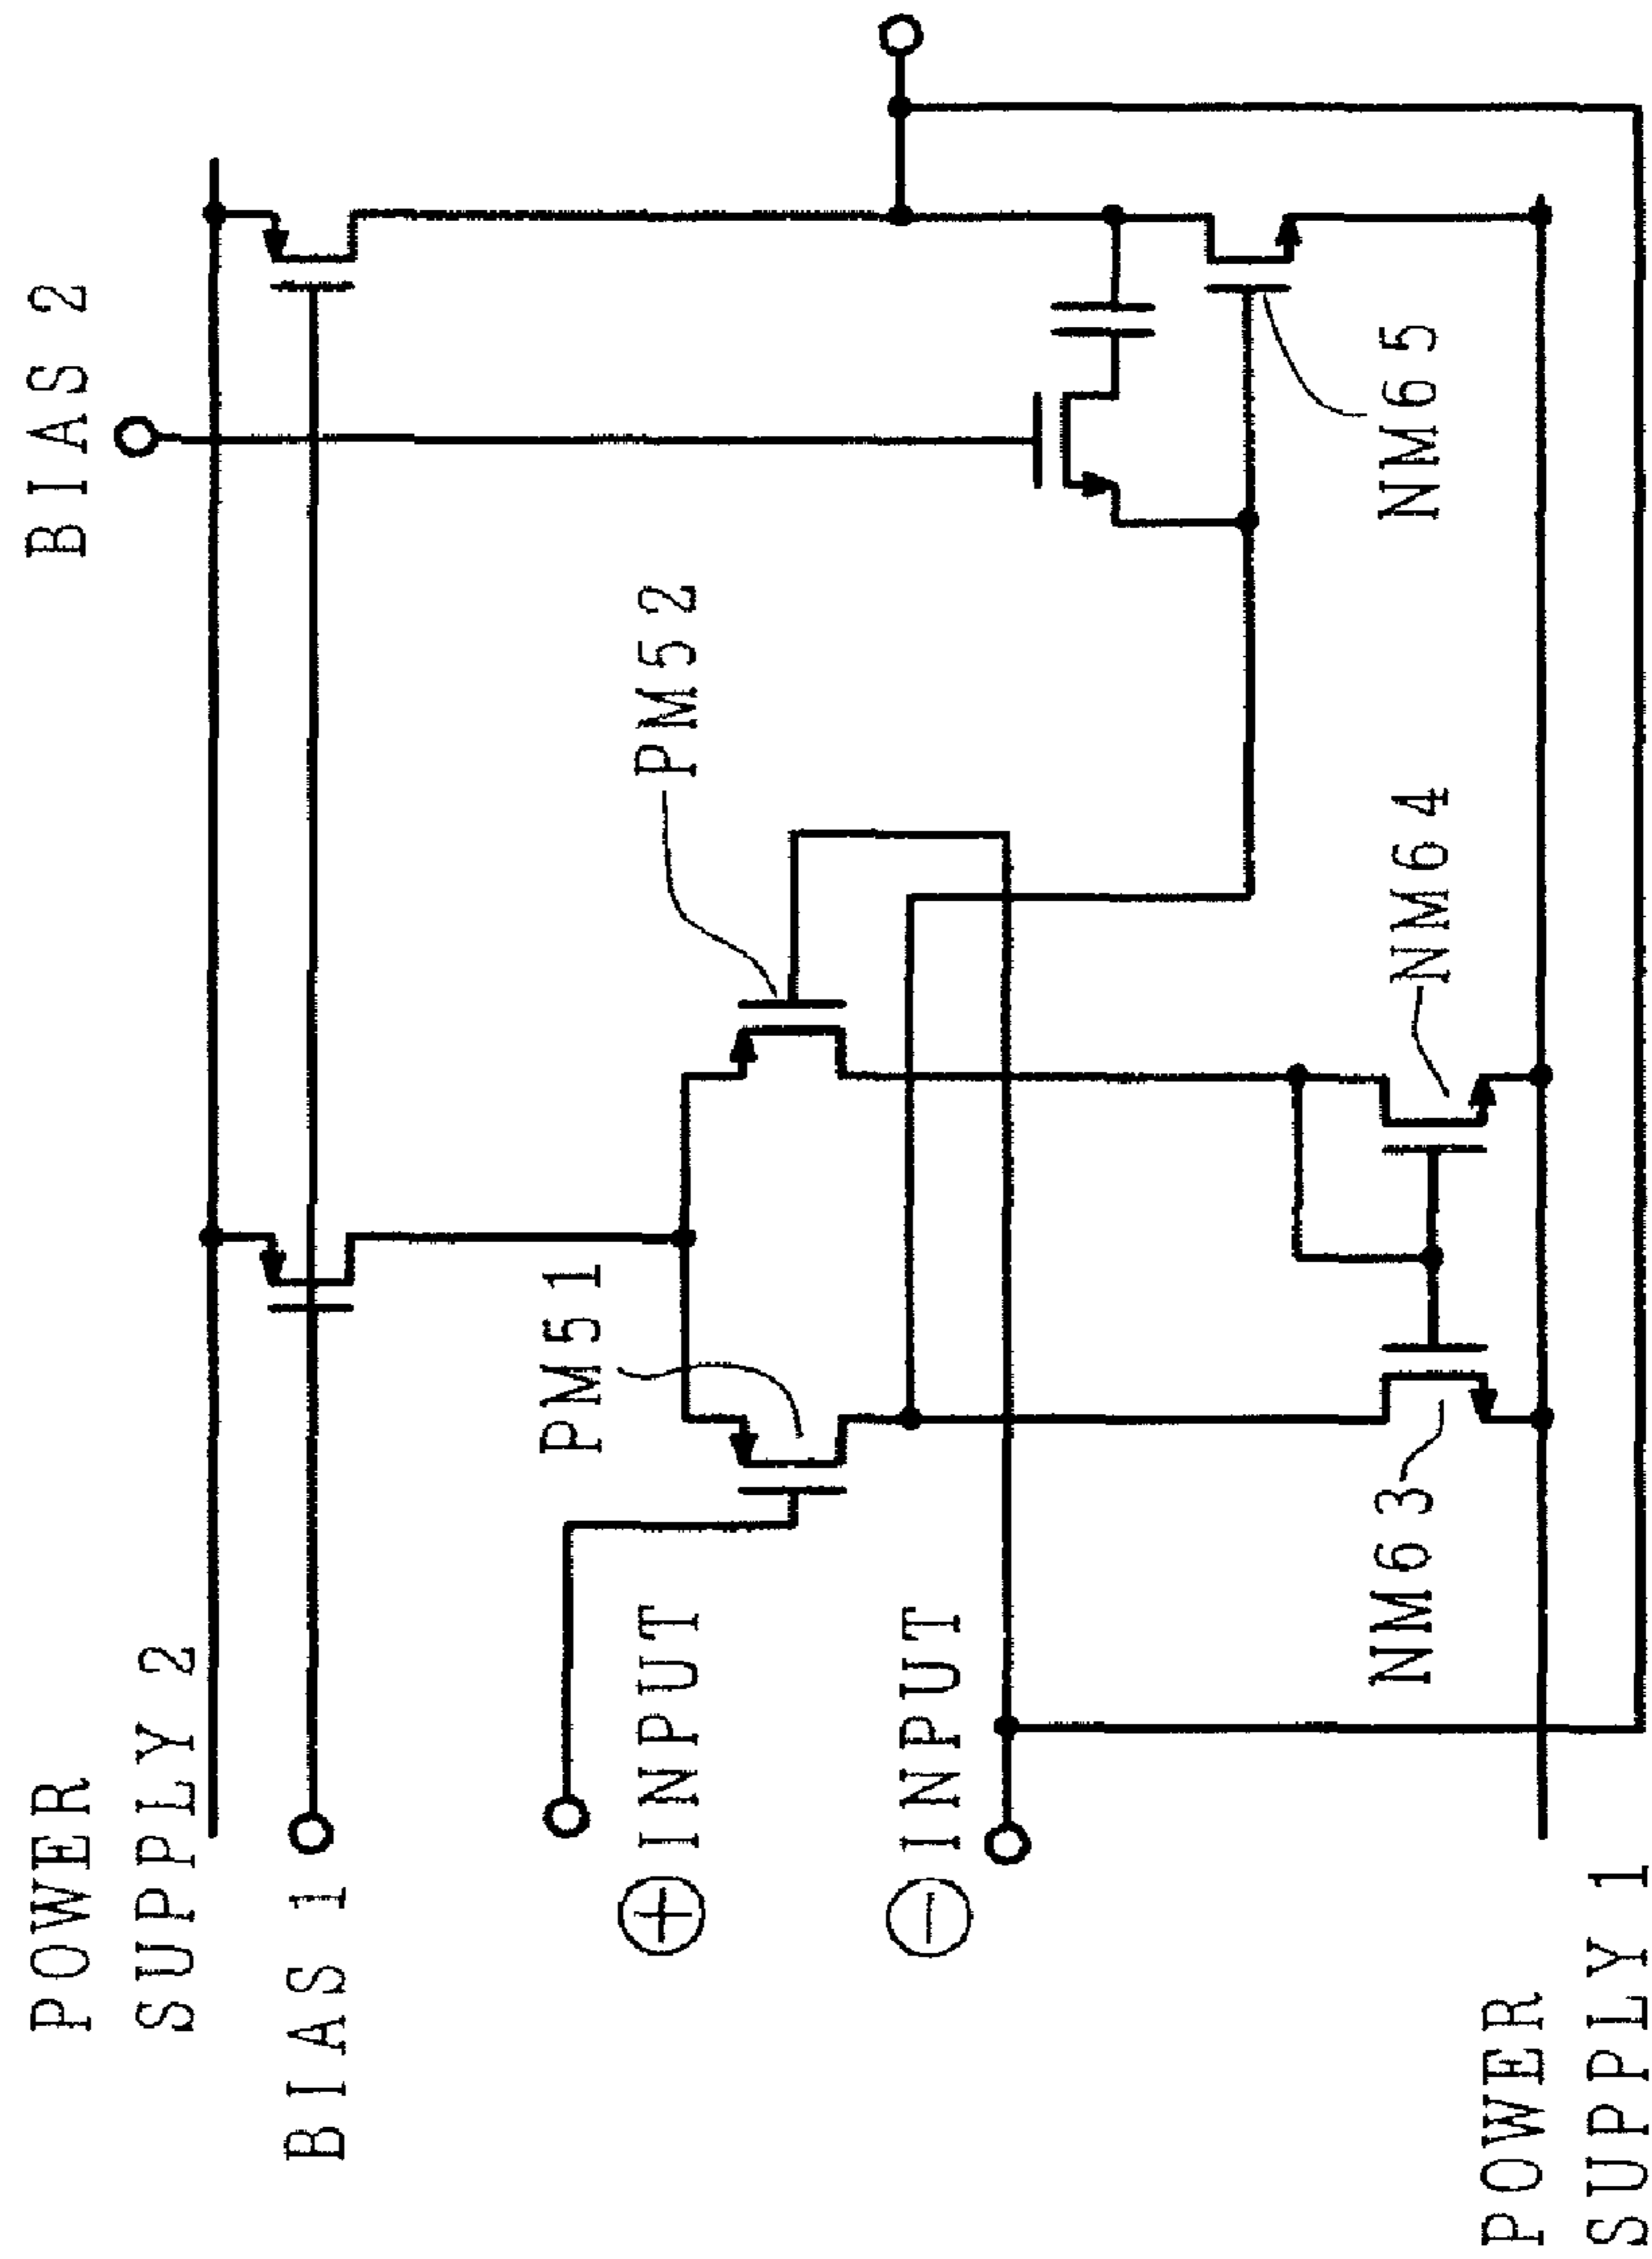 POWER
SUPPLY 2
BIAS 2
BIAS 1
PM52
PM51
⊕INPUT
⊖INPUT
NM65
NM64
NM63
POWER
SUPPLY 1